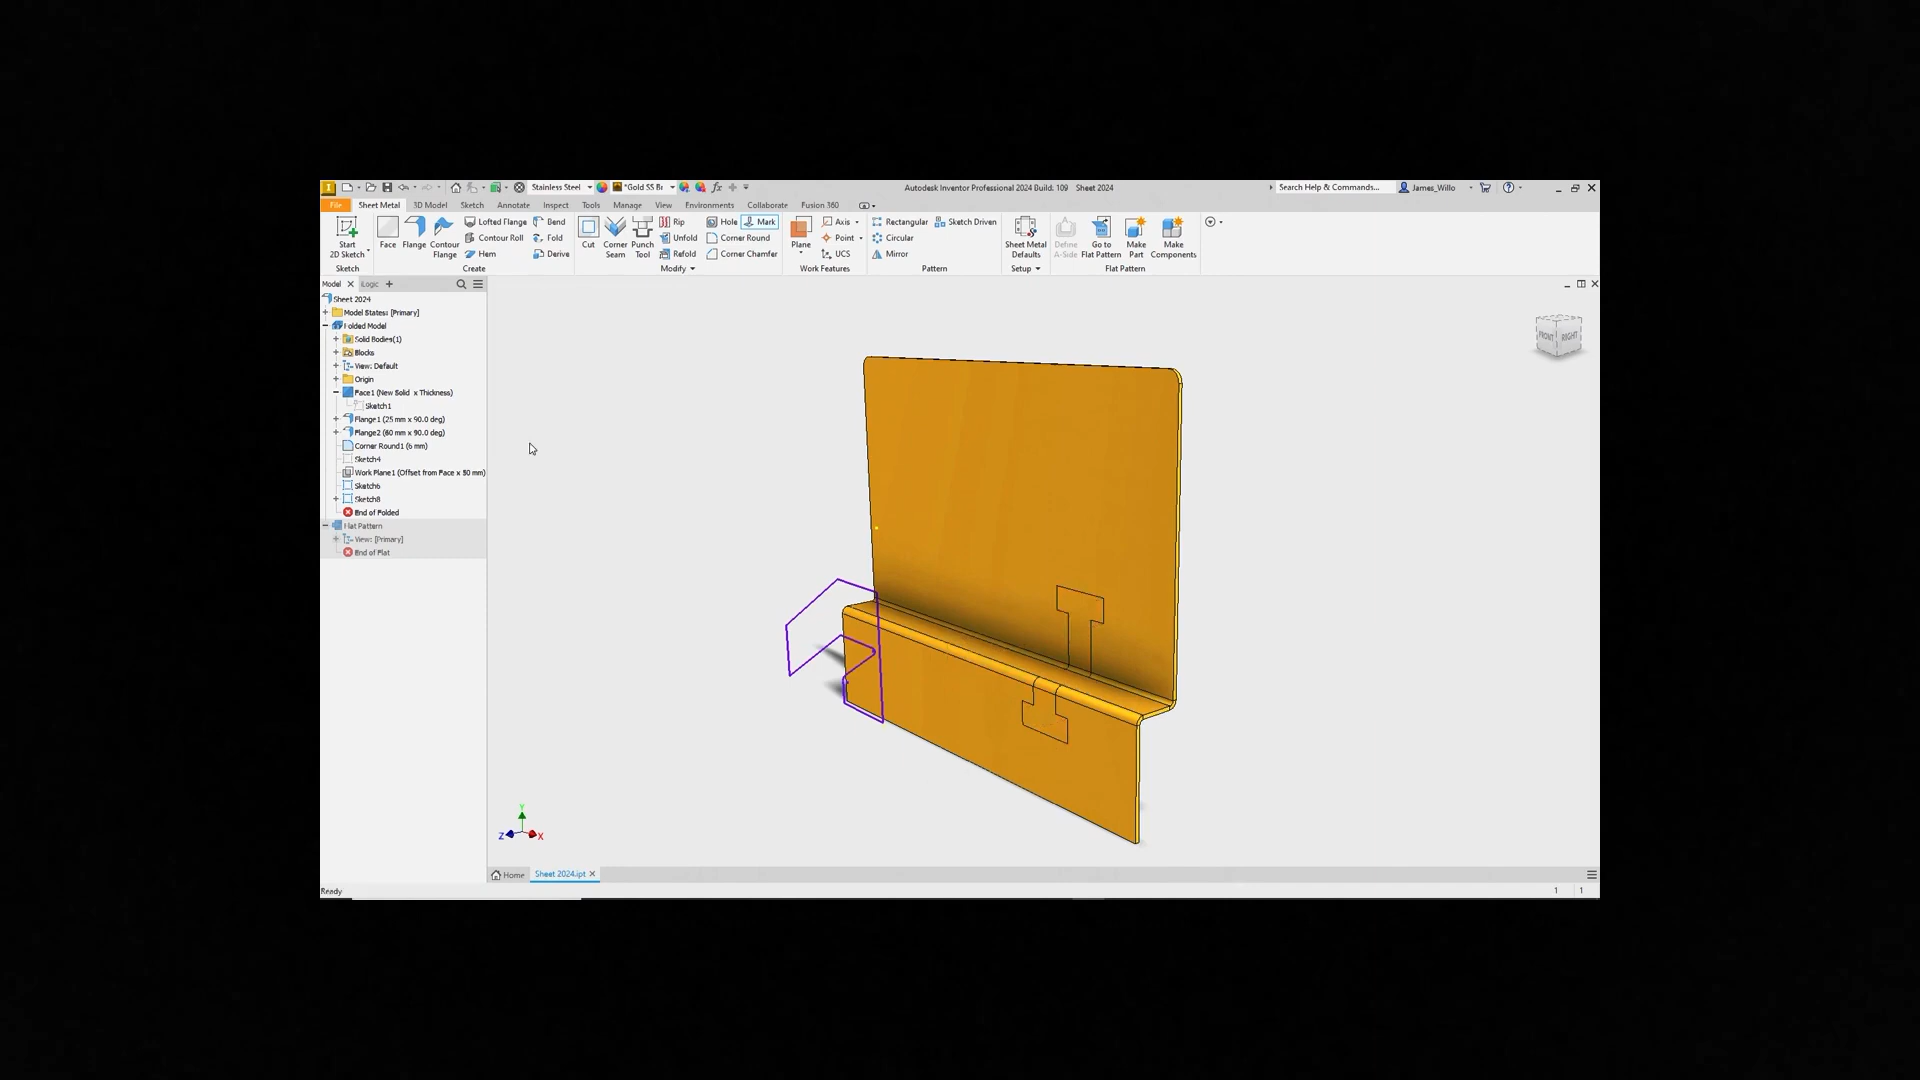 Stainless Steel *Gold SS Br fx Autodesk Inventor Professional 2024 Build: 109 Sheet 2024 Search Help & Commands... James_Willo
File Sheet Metal 3D Model Sketch Annotate Inspect Tools Manage View Environments Collaborate Fusion 360
Start 2D Sketch Face Flange Contour Flange Lofted Flange Contour Roll Hem Bend Fold Derive Cut Corner Seam Punch Tool Rip Unfold Refold Hole Mark Corner Round Corner Chamfer Plane Axis Point UCS Rectangular Circular Mirror Sketch Driven Sheet Metal Defaults Define A-Side Go to Flat Pattern Make Part Make Components
Sketch Create Modify Work Features Pattern Setup Flat Pattern
Model iLogic
Sheet 2024
Model States: [Primary]
Folded Model
Solid Bodies(1)
Blocks
View: Default
Origin
Face1 (New Solid x Thickness)
Sketch1
Flange1 (25 mm x 90.0 deg)
Flange2 (60 mm x 90.0 deg)
Corner Round1 (6 mm)
Sketch4
Work Plane1 (Offset from Face x 50 mm)
Sketch6
Sketch8
End of Folded
Flat Pattern
View: [Primary]
End of Flat
FRONT RIGHT
Y
Z X
Home Sheet 2024.ipt
Ready 1 1